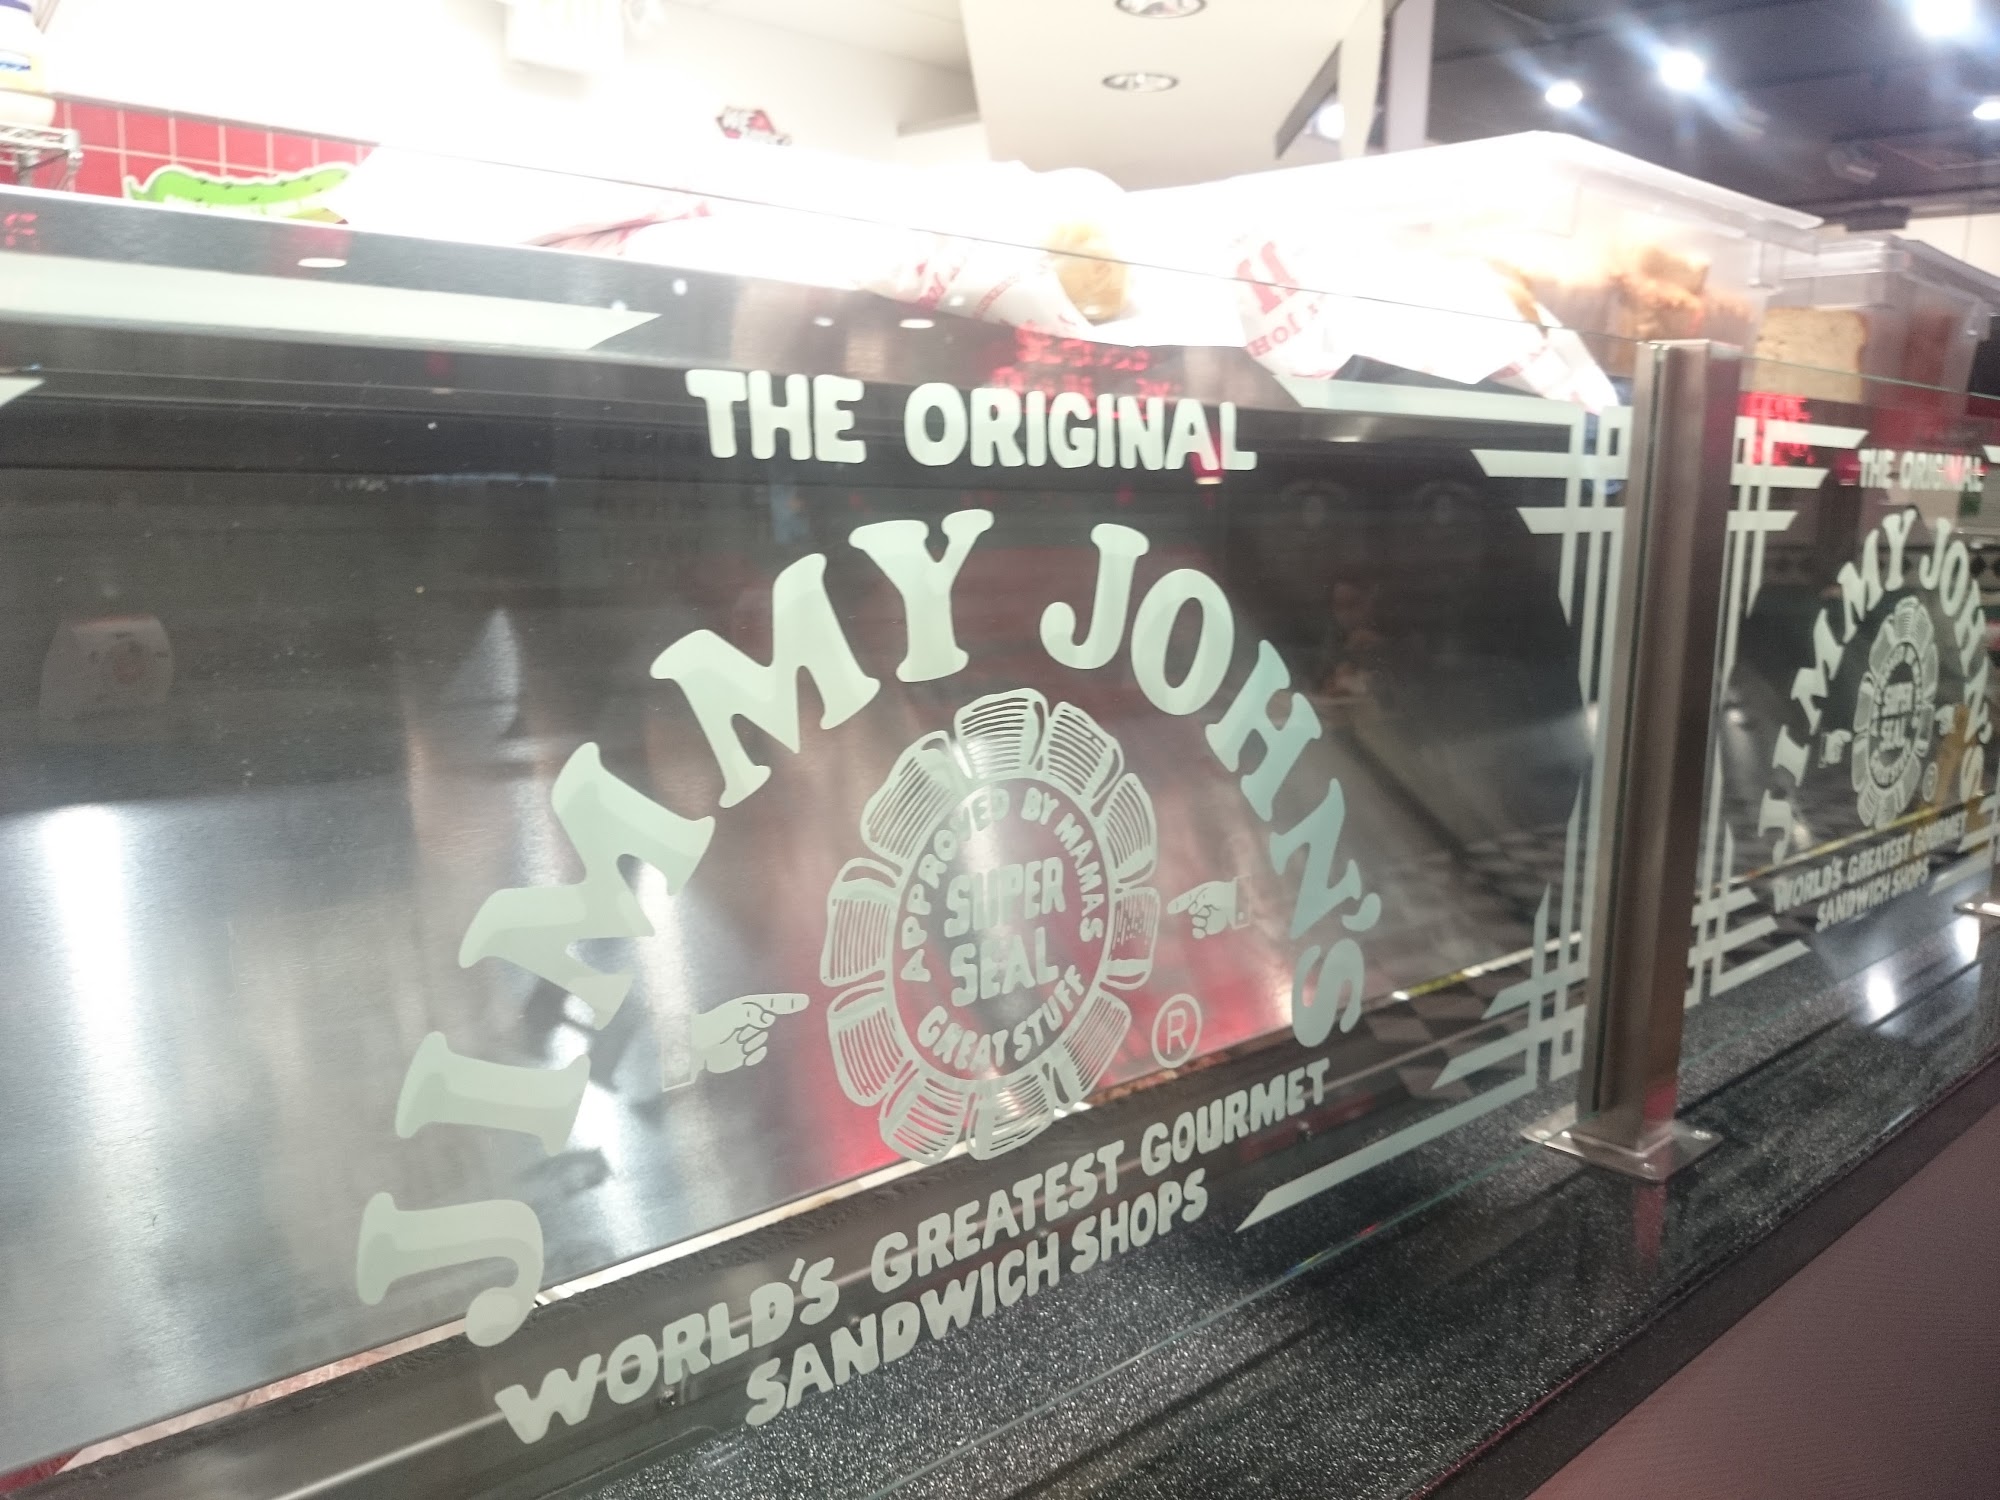 THE ORIGINAL
JIMMY JOHN'S
APPROVED BY MAMAS
SUPER
SEAL
GREAT STUFF
®
WORLD'S GREATEST GOURMET
SANDWICH SHOPS
THE ORIGINAL
JIMMY JOHN'S
SUPER
SEAL
®
WORLD'S GREATEST GOURMET
SANDWICH SHOPS